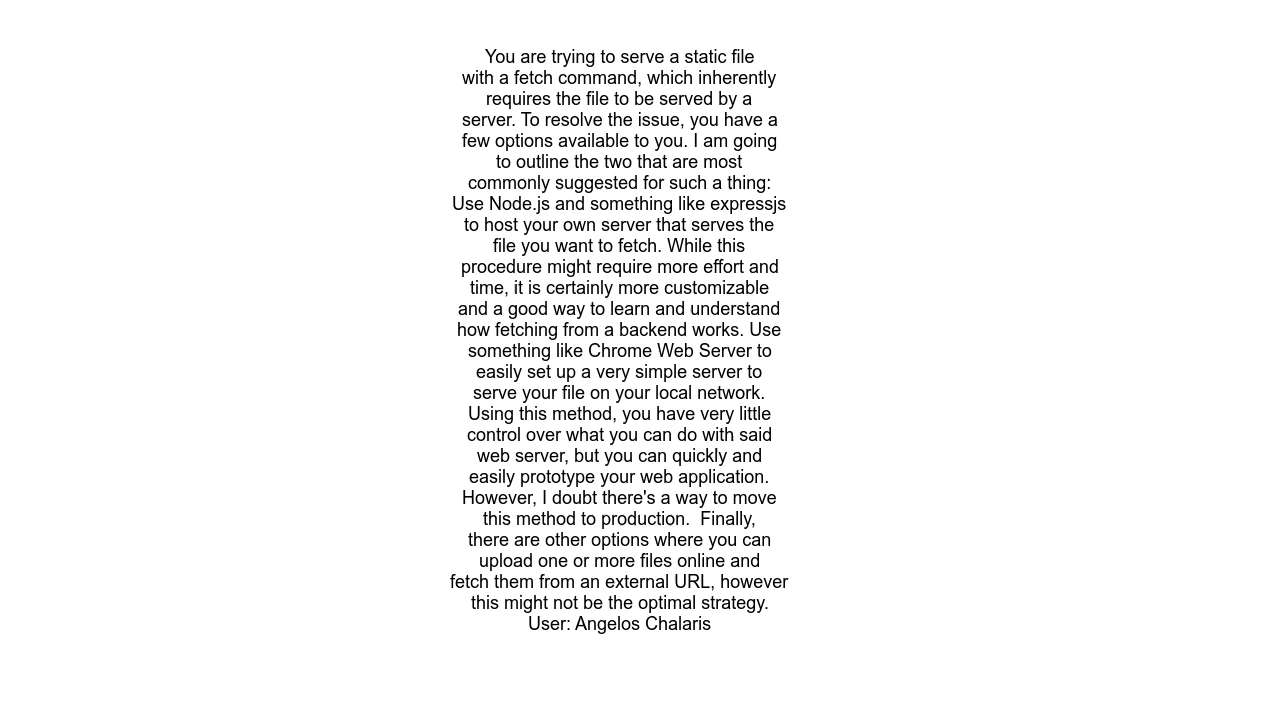 You are trying to serve a static file
with a fetch command, which inherently
requires the file to be served by a
server. To resolve the issue, you have a
few options available to you. I am going
to outline the two that are most
commonly suggested for such a thing:
Use Node.js and something like expressjs
to host your own server that serves the
file you want to fetch. While this
procedure might require more effort and
time, it is certainly more customizable
and a good way to learn and understand
how fetching from a backend works. Use
something like Chrome Web Server to
easily set up a very simple server to
serve your file on your local network.
Using this method, you have very little
control over what you can do with said
web server, but you can quickly and
easily prototype your web application.
However, I doubt there's a way to move
this method to production.  Finally,
there are other options where you can
upload one or more files online and
fetch them from an external URL, however
this might not be the optimal strategy.
User: Angelos Chalaris